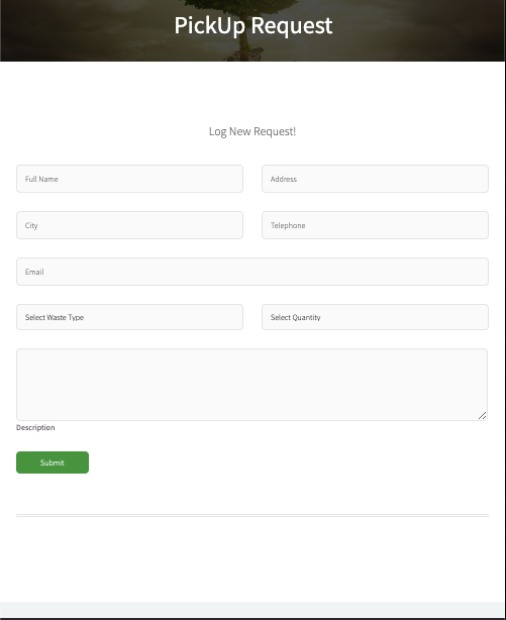 PickUp Request
Log New Request!
Full Name
Address
City
Telephone
Email
Select Waste Type
Select Quantity
Description
Submit